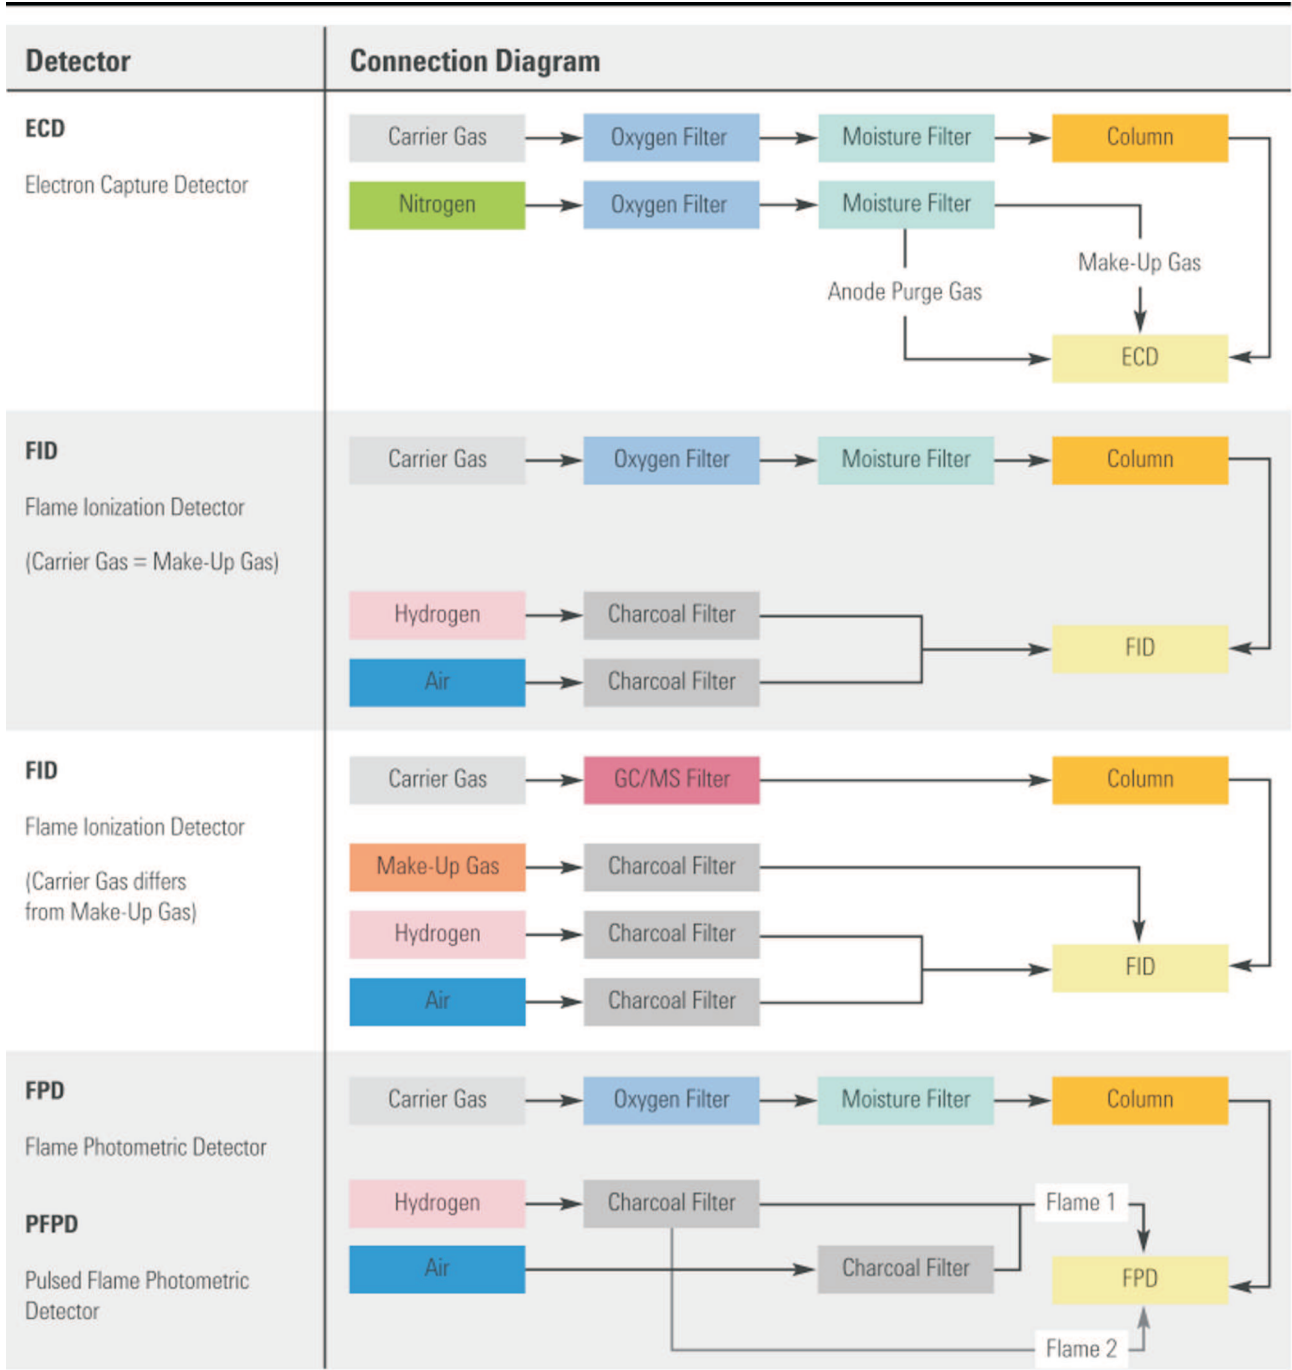 Detector
Connection Diagram
ECD
Electron Capture Detector
Carrier Gas
Oxygen Filter
Moisture Filter
Column
Nitrogen
Oxygen Filter
Moisture Filter
Make-Up Gas
Anode Purge Gas
ECD
FID
Flame Ionization Detector
(Carrier Gas = Make-Up Gas)
Carrier Gas
Oxygen Filter
Moisture Filter
Column
Hydrogen
Charcoal Filter
Air
Charcoal Filter
FID
FID
Flame Ionization Detector
(Carrier Gas differs
from Make-Up Gas)
Carrier Gas
GC/MS Filter
Column
Make-Up Gas
Charcoal Filter
Hydrogen
Charcoal Filter
Air
Charcoal Filter
FID
FPD
Flame Photometric Detector
PFPD
Pulsed Flame Photometric
Detector
Carrier Gas
Oxygen Filter
Moisture Filter
Column
Hydrogen
Charcoal Filter
Flame 1
Air
Charcoal Filter
FPD
Flame 2